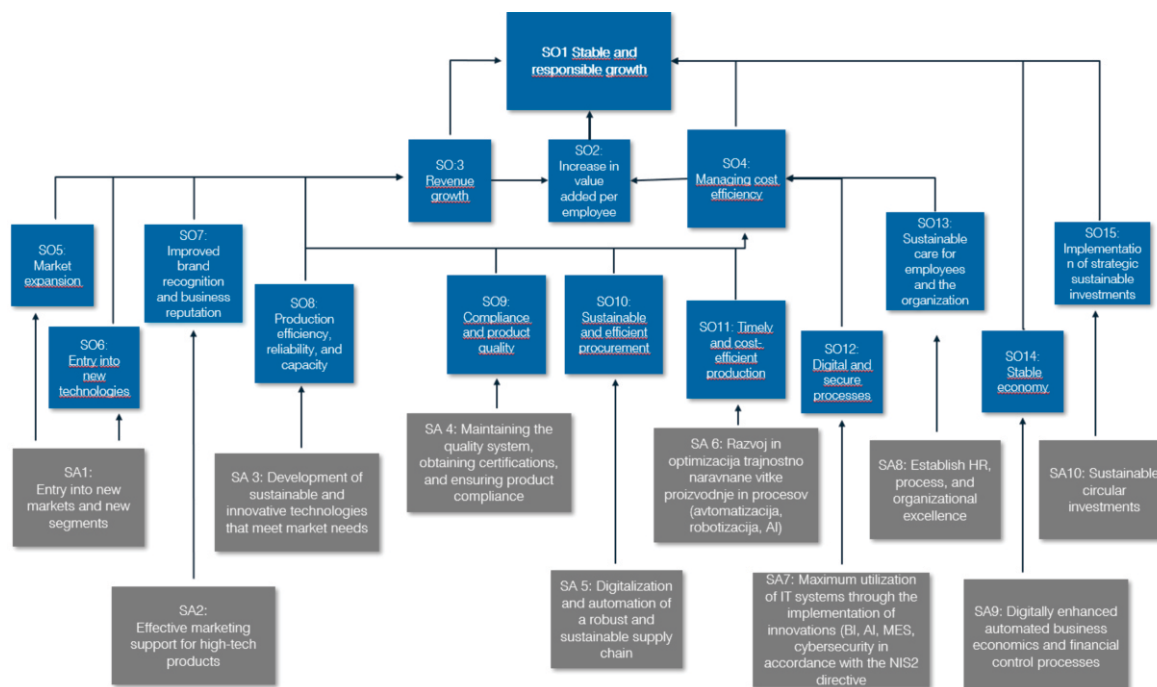 SO1 Stable and
responsible growth
SO:3
Revenue
growth
SO2:
Increase in
value
added per
employee
SO4:
Managing cost
efficiency
SO5:
Market
expansion
SO6:
Entry into
new
technologies
SO7:
Improved
brand
recognition
and business
reputation
SO8:
Production
efficiency,
reliability, and
capacity
SO9:
Compliance
and product
quality
SO10:
Sustainable
and efficient
procurement
SO11: Timely
and cost-
efficient
production
SO12:
Digital and
secure
processes
SO13:
Sustainable
care for
employees
and the
organization
SO14:
Stable
economy
SO15:
Implementatio
n of strategic
sustainable
investments
SA1:
Entry into new
markets and new
segments
SA2:
Effective marketing
support for high-tech
products
SA 3: Development of
sustainable and
innovative technologies
that meet market needs
SA 4: Maintaining the
quality system,
obtaining certifications,
and ensuring product
compliance
SA 5: Digitalization
and automation of
a robust and
sustainable supply
chain
SA 6: Razvoj in
optimizacija trajnostno
naravnane vitke
proizvodnje in procesov
(avtomatizacija,
robotizacija, AI)
SA7: Maximum utilization
of IT systems through the
implementation of
innovations (BI, AI, MES,
cybersecurity in
accordance with the NIS2
directive
SA8: Establish HR,
process, and
organizational
excellence
SA9: Digitally enhanced
automated business
economics and financial
control processes
SA10: Sustainable
circular
investments